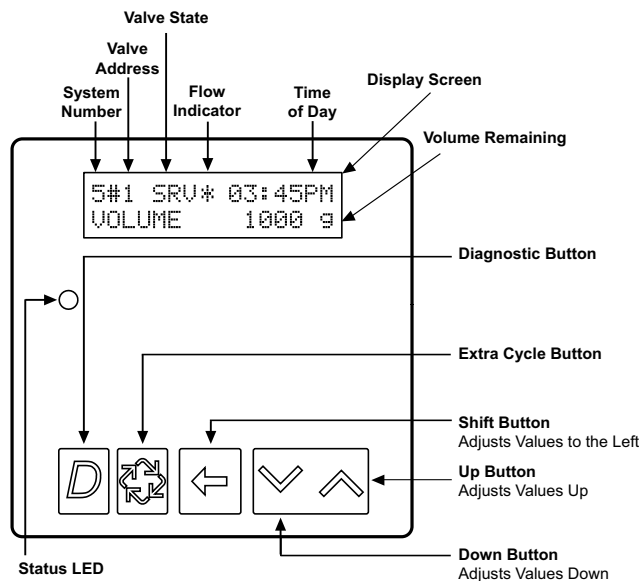 Valve State
Valve
Address
System
Number
Flow
Indicator
Time
of Day
Display Screen
Volume Remaining
5#1 SRV* 03:45PM
VOLUME 1000 g
Diagnostic Button
Extra Cycle Button
Shift Button
Adjusts Values to the Left
D
Up Button
Adjusts Values Up
Status LED
Down Button
Adjusts Values Down